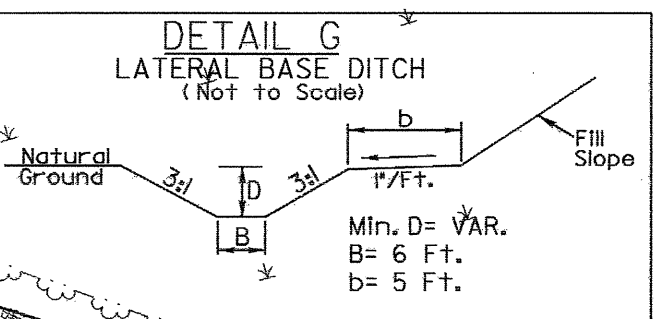 DETAIL G
LATERAL BASE DITCH
(Not to Scale)
b
Natural
Ground
3:1
D
3:1
1"/Ft.
Fill
Slope
B
Min. D= VAR.
B= 6 Ft.
b= 5 Ft.